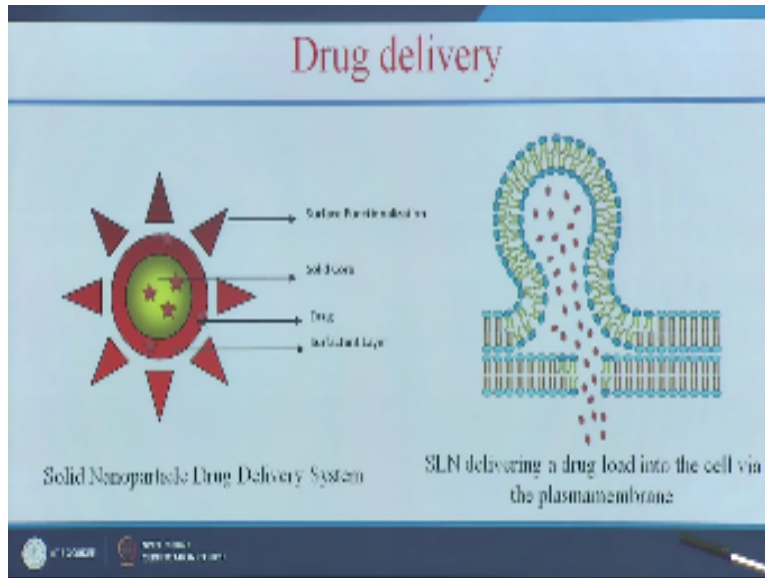 Drug delivery
Surface Functionalization
Solid Core
Drug
Surfactant Layer
Solid Nanoparticle Drug Delivery System
SLN delivering a drug load into the cell via
the plasmamembrane